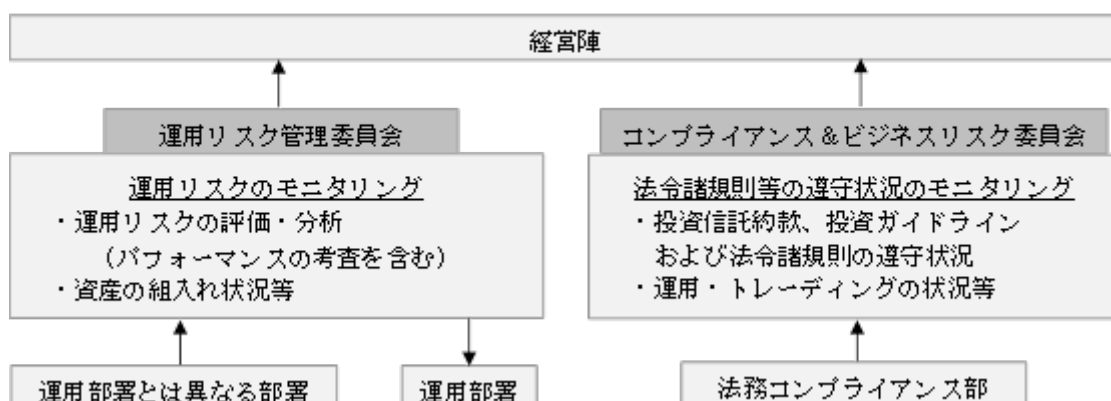 経営陣
運用リスク管理委員会
運用リスクのモニタリング
・運用リスクの評価・分析
(パフォーマンスの考査を含む)
・資産の組入れ状況等
運用部署とは異なる部署
運用部署
コンプライアンス&ビジネスリスク委員会
法令諸規則等の遵守状況のモニタリング
・投資信託約款、投資ガイドライン
および法令諸規則の遵守状況
・運用・トレーディングの状況等
法務コンプライアンス部